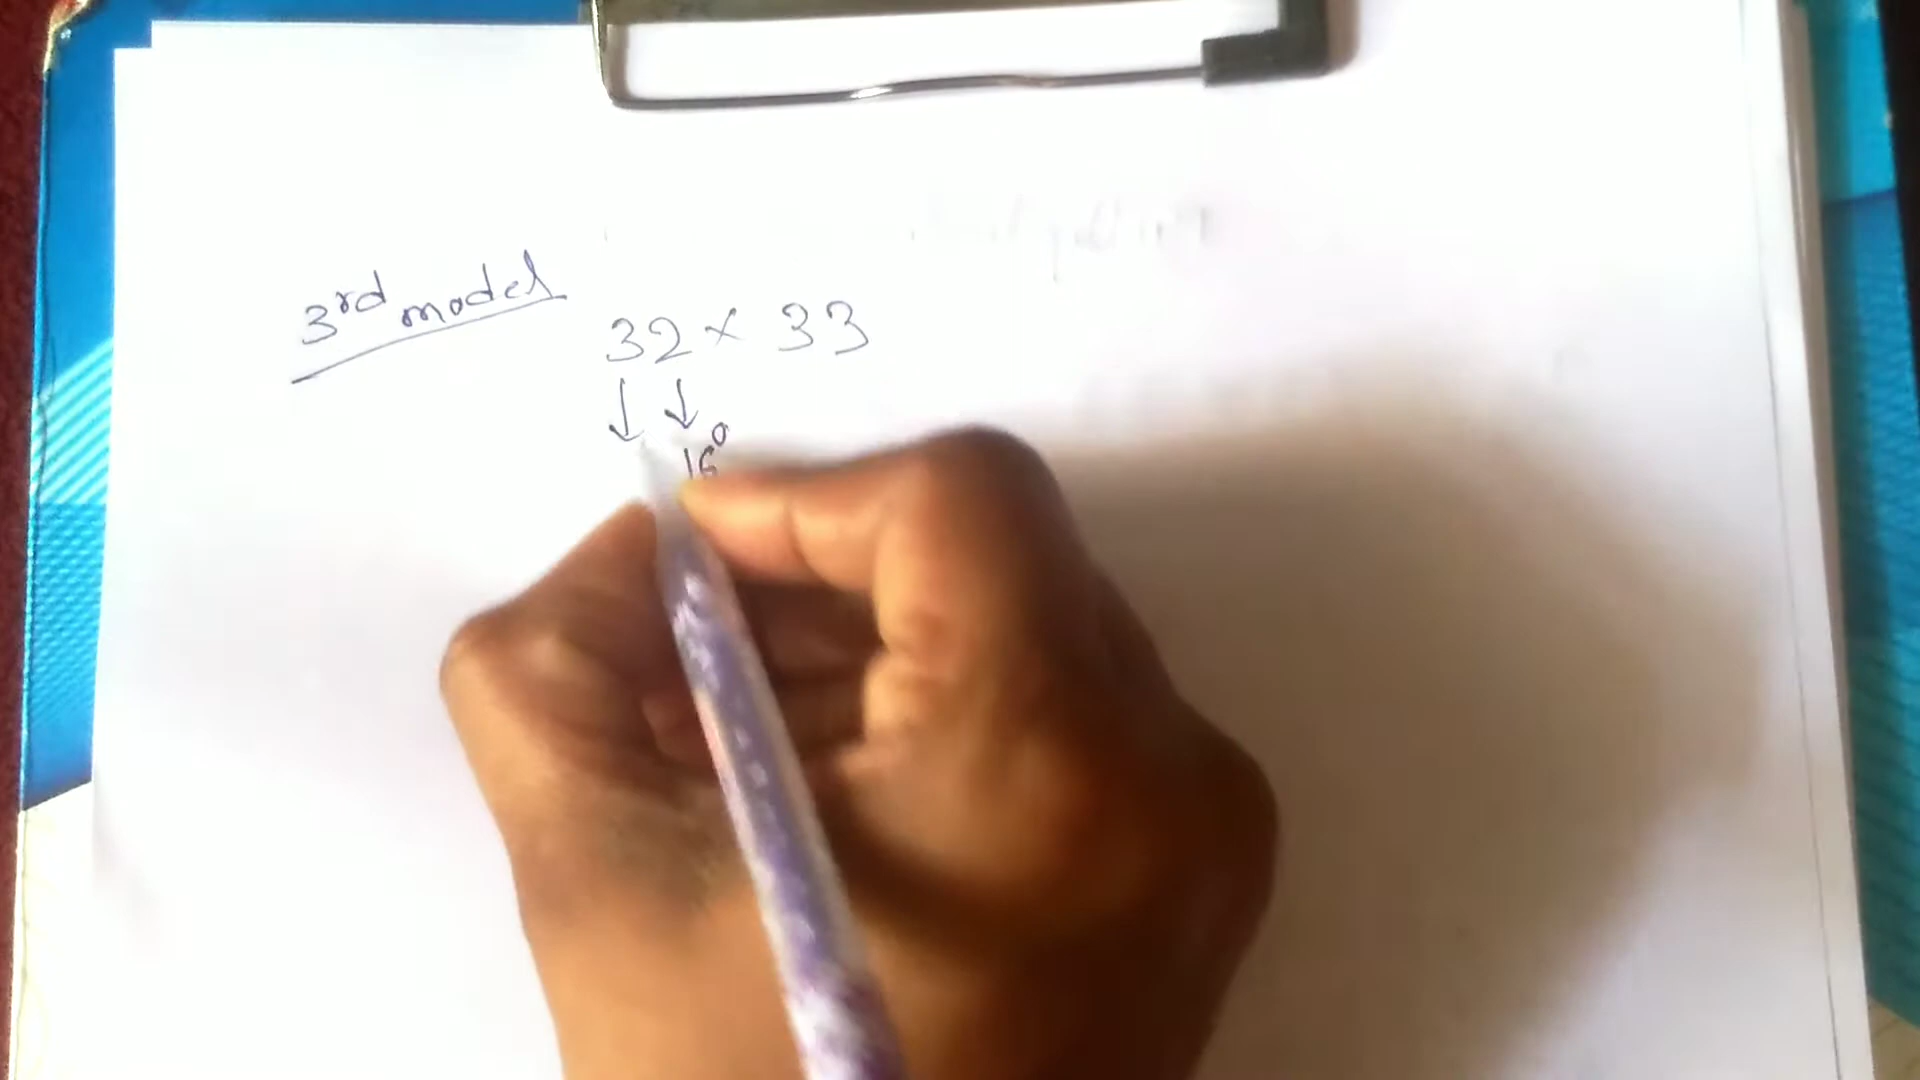 3rd model
32 × 33
↓ ↓
16⁰